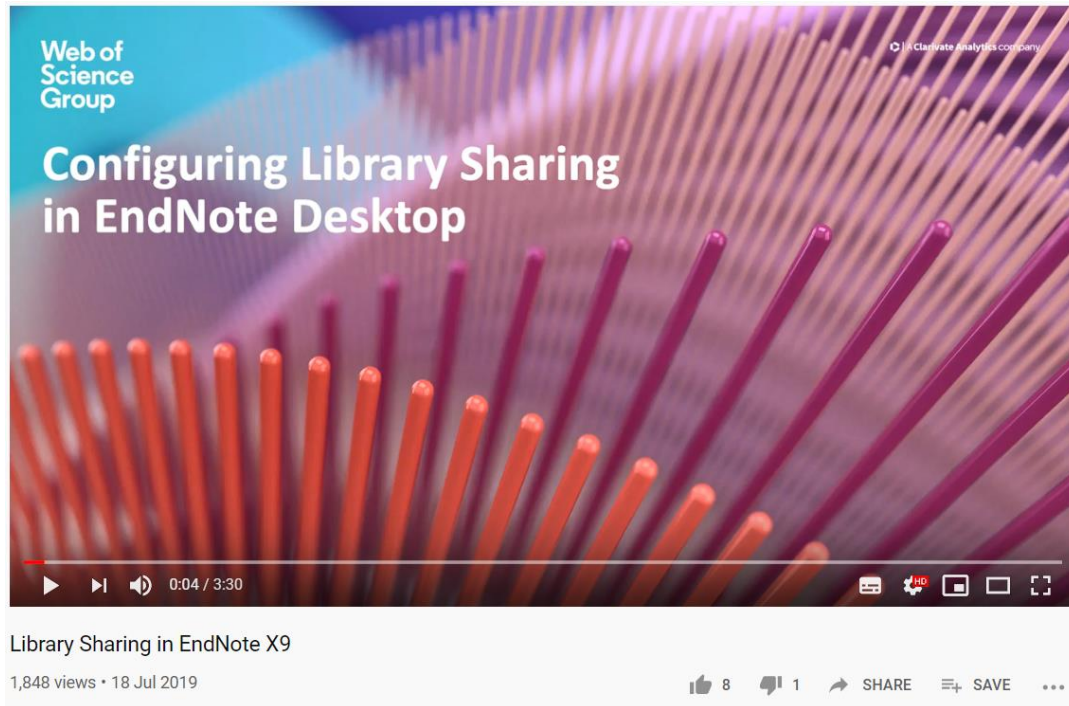 Web of
Science
Group
A Clarivate Analytics company
Configuring Library Sharing
in EndNote Desktop
0:04 / 3:30
HD
Library Sharing in EndNote X9
1,848 views • 18 Jul 2019
8 1 SHARE SAVE